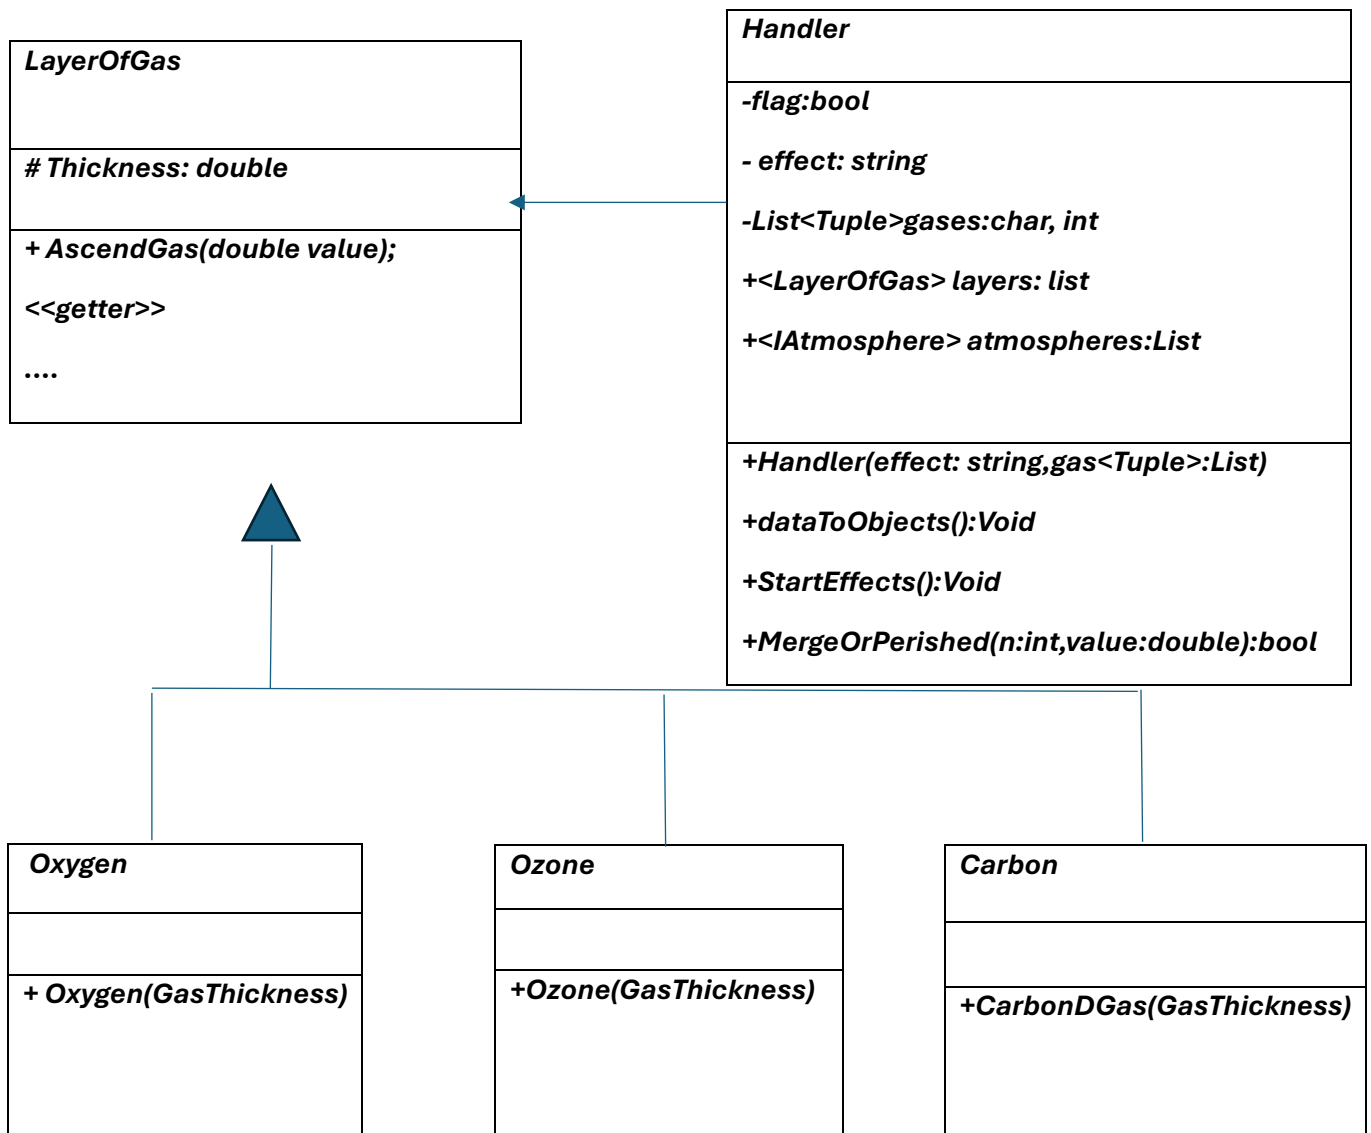 LayerOfGas
# Thickness: double
+ AscendGas(double value);
<<getter>>
....
Handler
-flag:bool
- effect: string
-List<Tuple>gases:char, int
+<LayerOfGas> layers: list
+<IAtmosphere> atmospheres:List
+Handler(effect: string,gas<Tuple>:List)
+dataToObjects():Void
+StartEffects():Void
+MergeOrPerished(n:int,value:double):bool
Oxygen
+ Oxygen(GasThickness)
Ozone
+Ozone(GasThickness)
Carbon
+CarbonDGas(GasThickness)